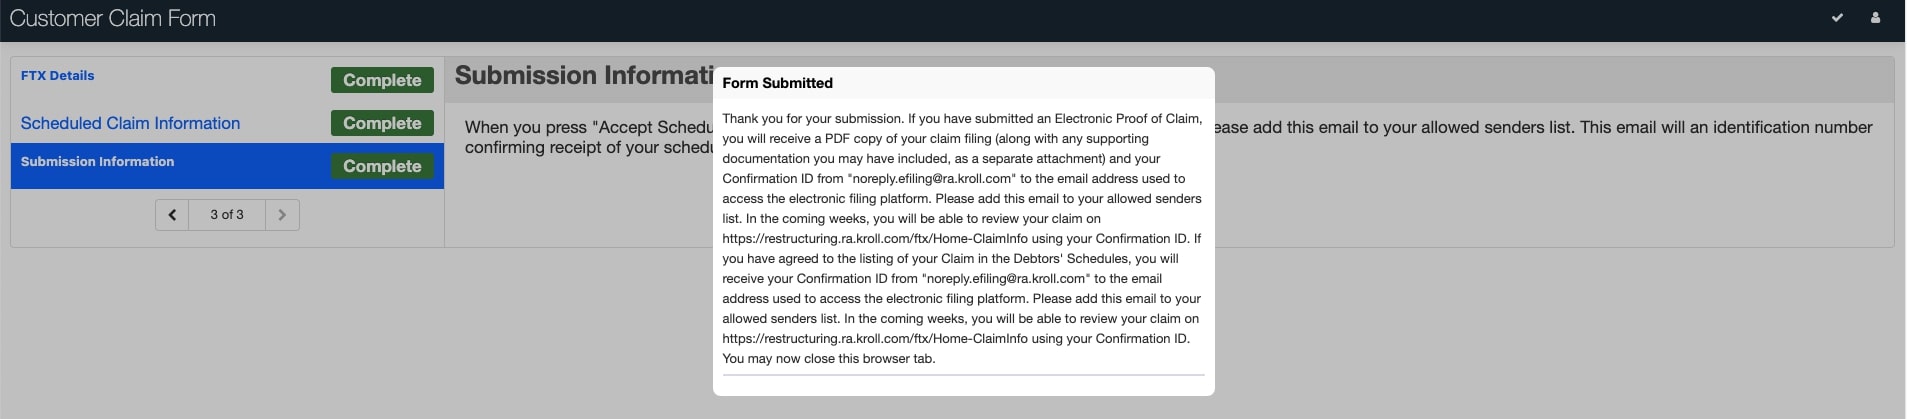 Customer Claim Form
FTX Details
Complete
Scheduled Claim Information
Complete
Submission Information
Complete
3 of 3
Submission Informati
When you press "Accept Schedu
ease add this email to your allowed senders list. This email will an identification number
confirming receipt of your schedu
Form Submitted
Thank you for your submission. If you have submitted an Electronic Proof of Claim,
you will receive a PDF copy of your claim filing (along with any supporting
documentation you may have included, as a separate attachment) and your
Confirmation ID from "noreply.efiling@ra.kroll.com" to the email address used to
access the electronic filing platform. Please add this email to your allowed senders
list. In the coming weeks, you will be able to review your claim on
https://restructuring.ra.kroll.com/ftx/Home-ClaimInfo using your Confirmation ID. If
you have agreed to the listing of your Claim in the Debtors' Schedules, you will
receive your Confirmation ID from "noreply.efiling@ra.kroll.com" to the email
address used to access the electronic filing platform. Please add this email to your
allowed senders list. In the coming weeks, you will be able to review your claim on
https://restructuring.ra.kroll.com/ftx/Home-ClaimInfo using your Confirmation ID.
You may now close this browser tab.